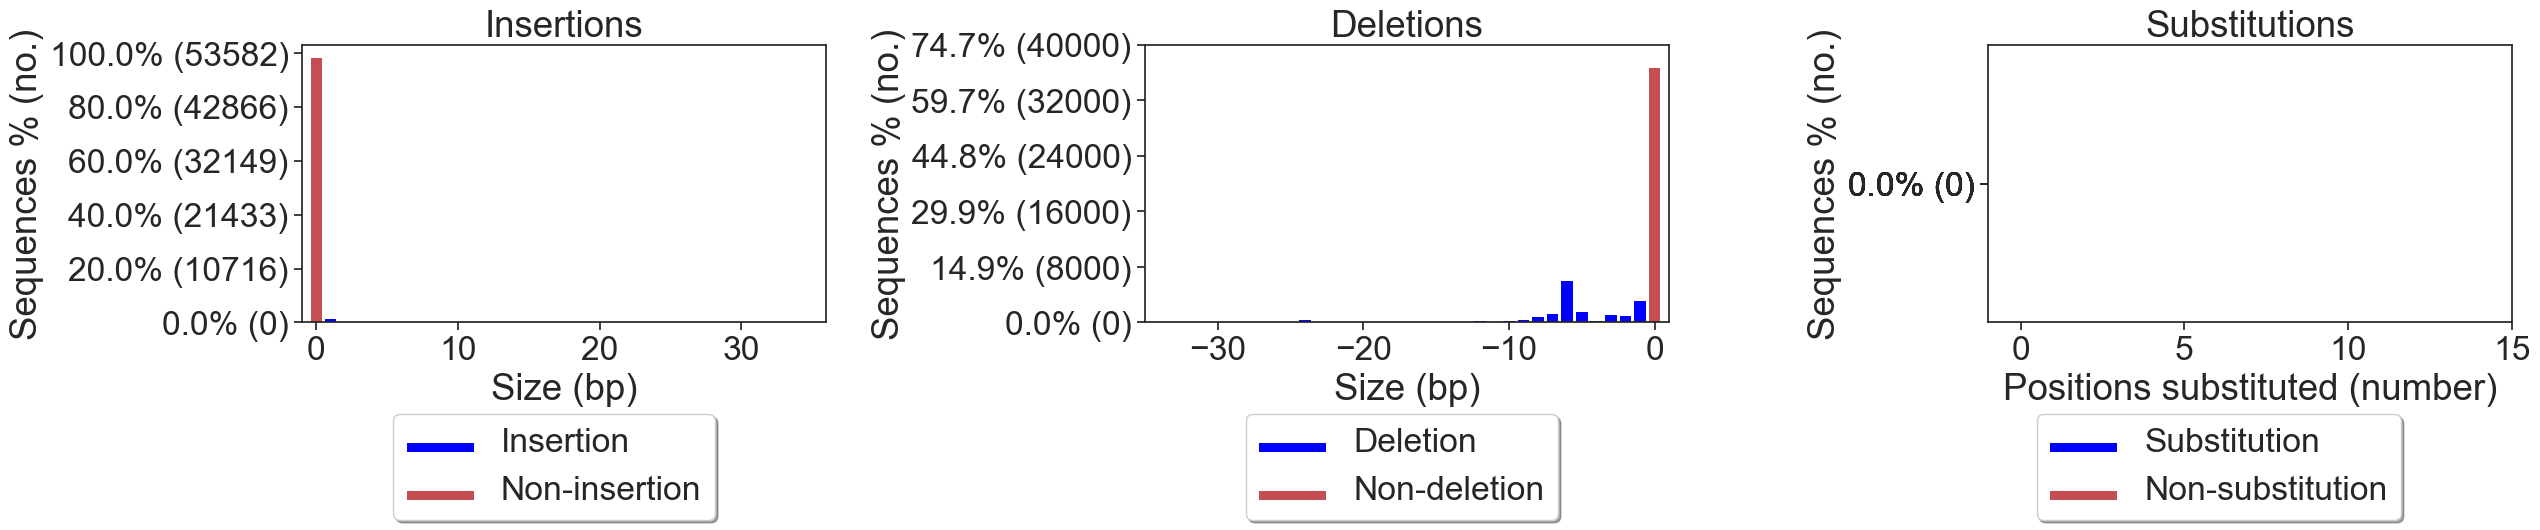 Insertions
Sequences % (no.)
100.0% (53582)
80.0% (42866)
60.0% (32149)
40.0% (21433)
20.0% (10716)
0.0% (0)
0 10 20 30
Size (bp)
Insertion
Non-insertion
Deletions
Sequences % (no.)
74.7% (40000)
59.7% (32000)
44.8% (24000)
29.9% (16000)
14.9% (8000)
0.0% (0)
−30 −20 −10 0
Size (bp)
Deletion
Non-deletion
Substitutions
Sequences % (no.)
0.0% (0)
0 5 10 15
Positions substituted (number)
Substitution
Non-substitution